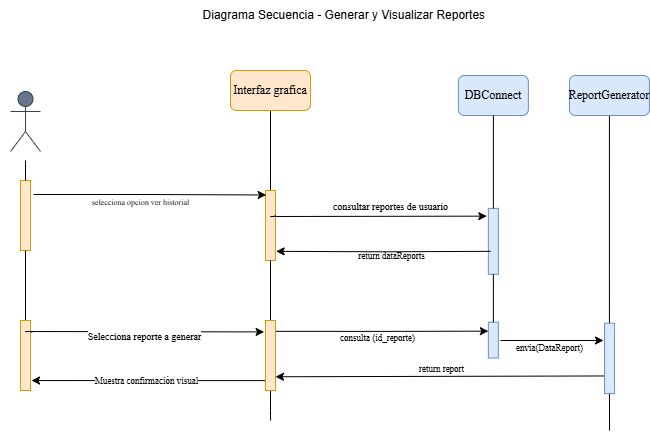 Diagrama Secuencia - Generar y Visualizar Reportes
Interfaz grafica
DBConnect
ReportGenerator
selecciona opcion ver historial
consultar reportes de usuario
return dataReports
Selecciona reporte a generar
consulta (id_reporte)
envia(DataReport)
return report
Muestra confirmación visual